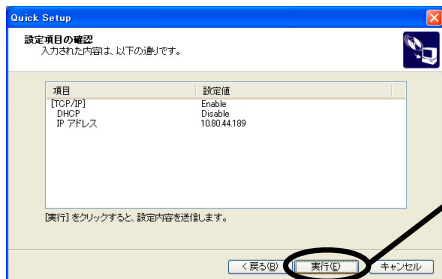 Quick Setup
設定項目の確認
入力された内容は、以下の通りです。
項目 設定値
[TCP/IP] Enable
DHCP Disable
IP アドレス 10.80.44.189
[実行] をクリックすると、設定内容を送信します。
< 戻る(B) 実行(E) キャンセル